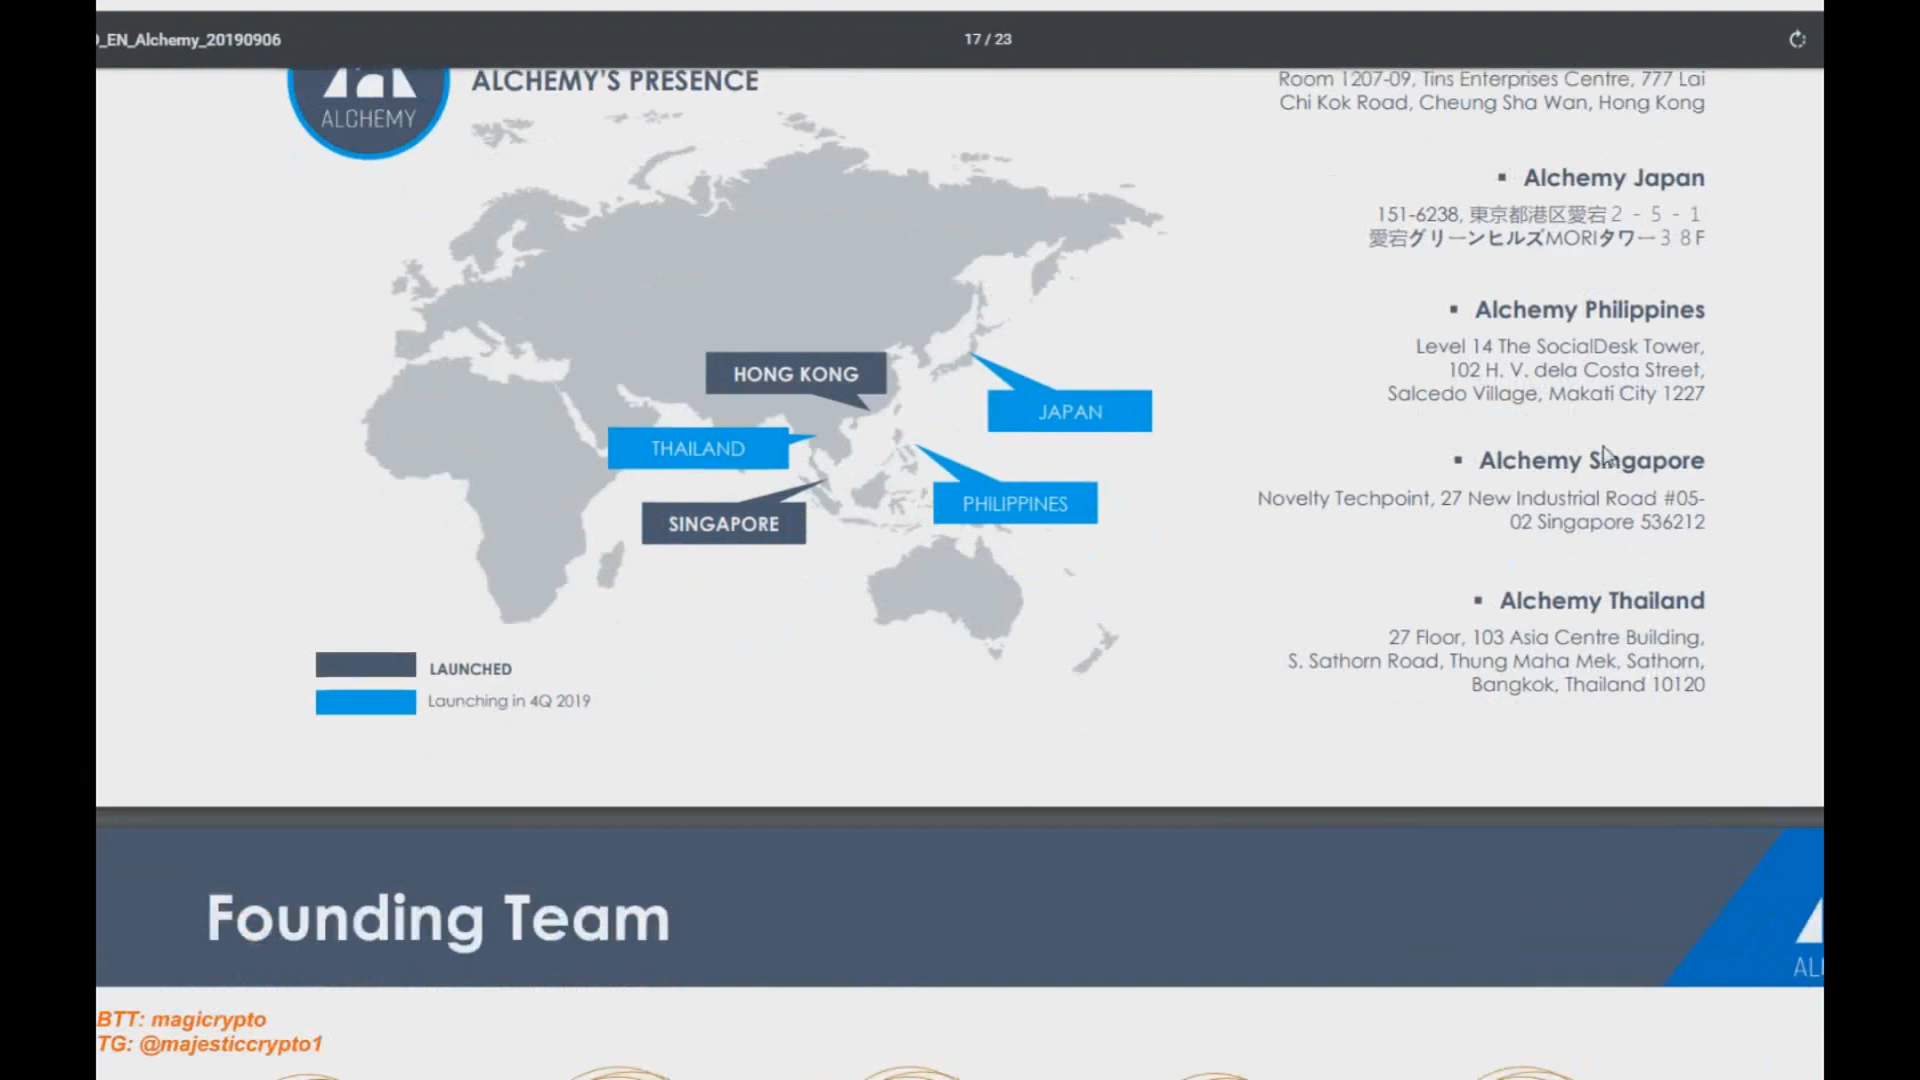 )_EN_Alchemy_20190906
17 / 23
ALCHEMY
ALCHEMY'S PRESENCE
Room 1207-09, Tins Enterprises Centre, 777 Lai
Chi Kok Road, Cheung Sha Wan, Hong Kong
▪ Alchemy Japan
151-6238, 東京都港区愛宕２‐５‐１
愛宕グリーンヒルズMORIタワー３８F
▪ Alchemy Philippines
Level 14 The SocialDesk Tower,
102 H. V. dela Costa Street,
Salcedo Village, Makati City 1227
▪ Alchemy Singapore
Novelty Techpoint, 27 New Industrial Road #05-
02 Singapore 536212
▪ Alchemy Thailand
27 Floor, 103 Asia Centre Building,
S. Sathorn Road, Thung Maha Mek, Sathorn,
Bangkok, Thailand 10120
HONG KONG
JAPAN
THAILAND
PHILIPPINES
SINGAPORE
LAUNCHED
Launching in 4Q 2019
Founding Team
AL
BTT: magicrypto
TG: @majesticcrypto1